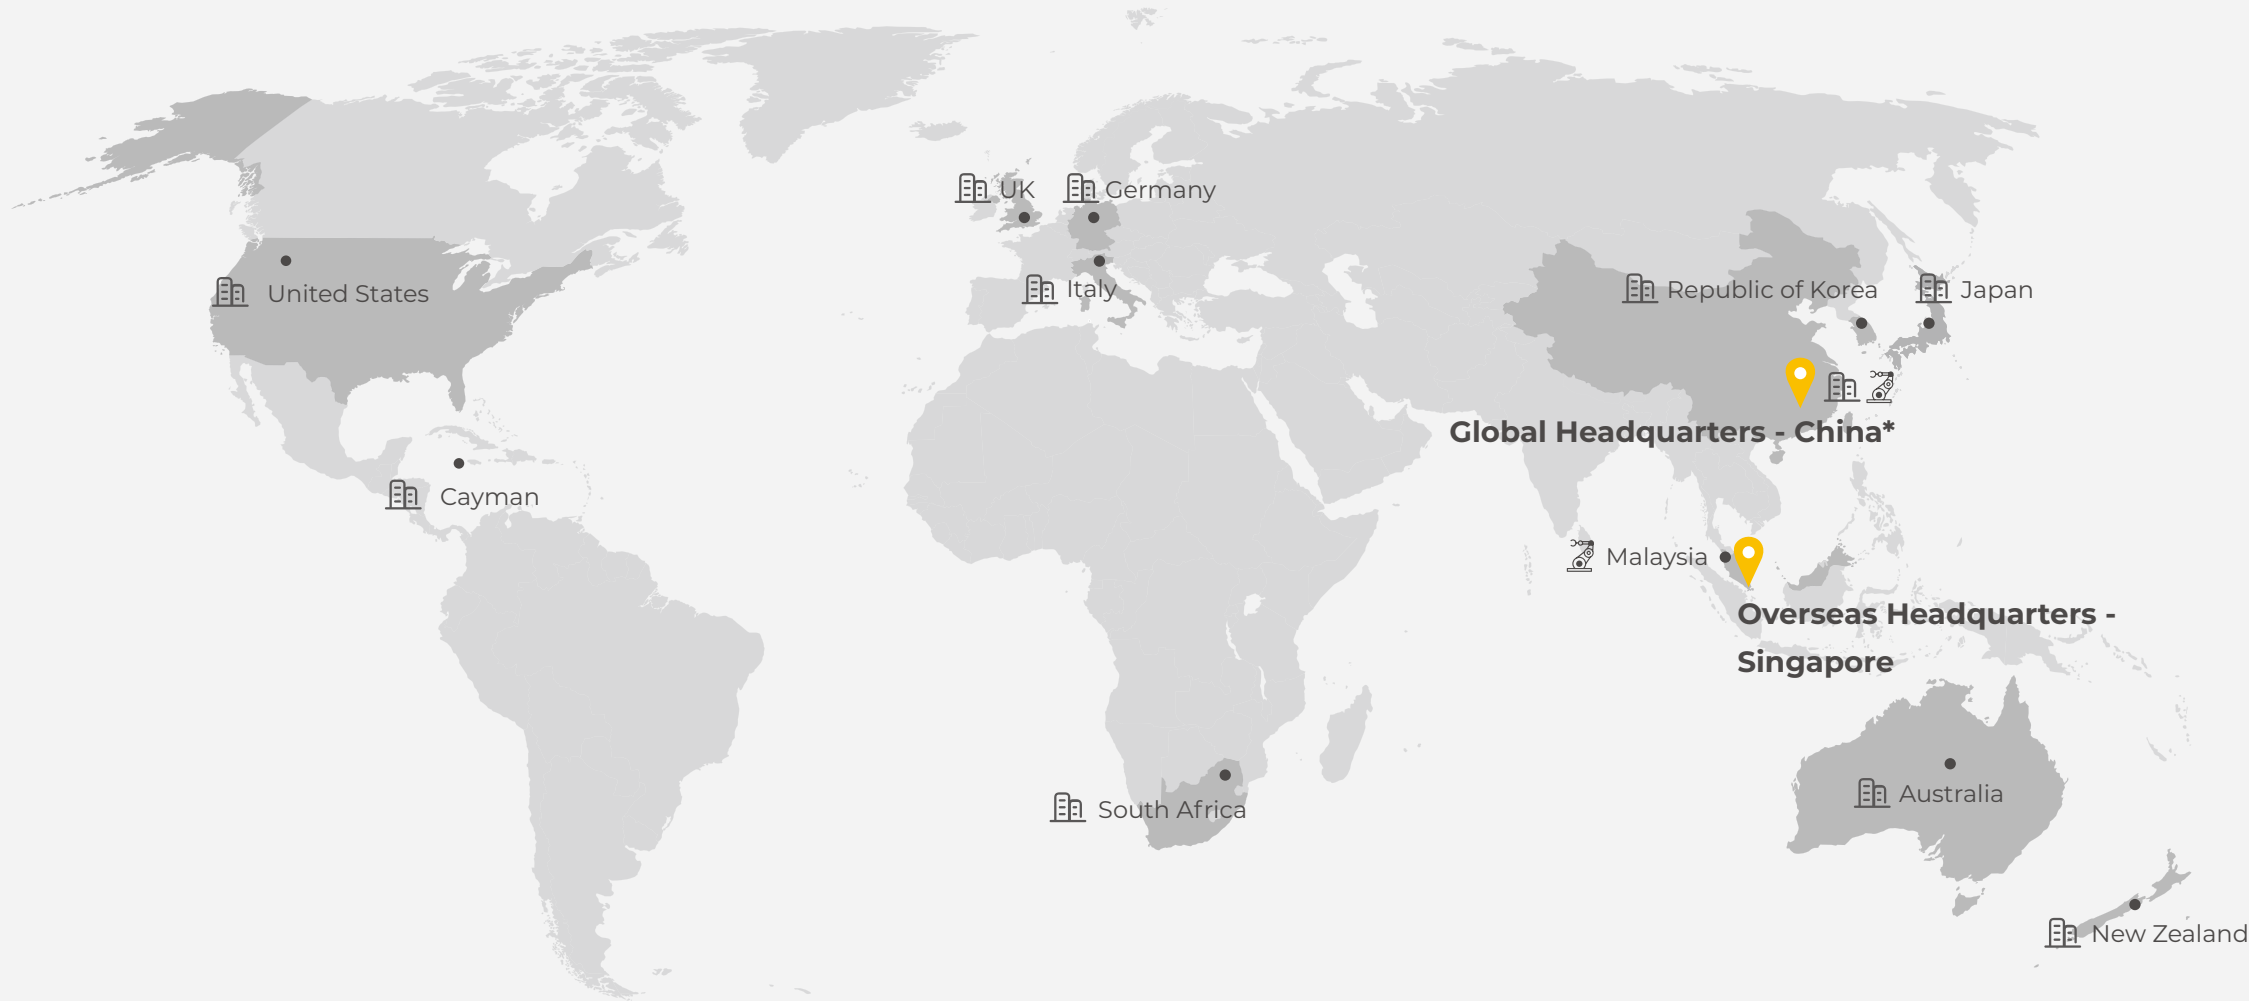 UK
Germany
United States
Italy
Republic of Korea
Japan
Global Headquarters - China*
Cayman
Malaysia
Overseas Headquarters -
Singapore
South Africa
Australia
New Zealand